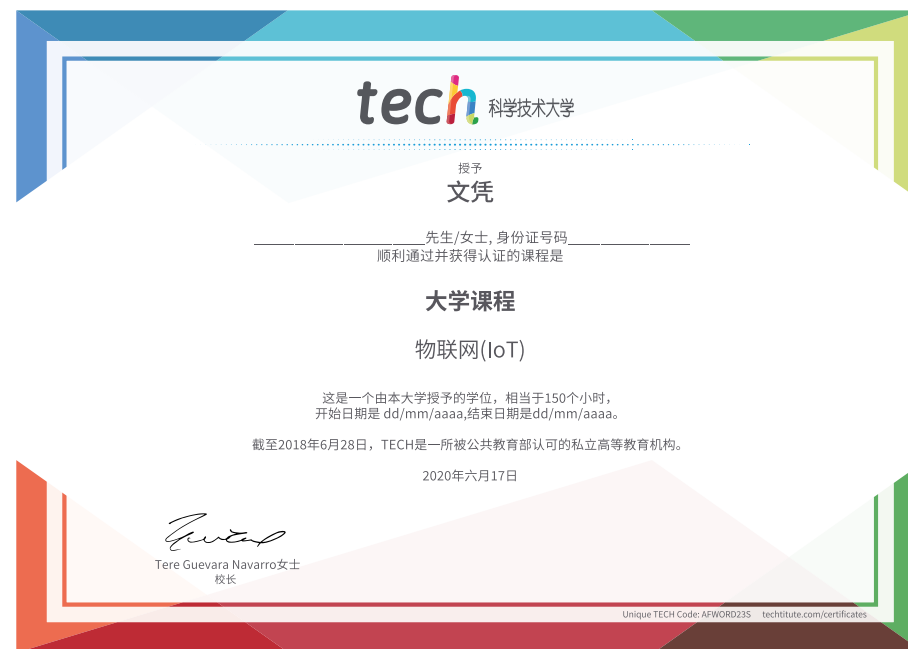 tech 科学技术大学
授予
文凭
____________________先生/女士, 身份证号码______________
顺利通过并获得认证的课程是
大学课程
物联网(IoT)
这是一个由本大学授予的学位，相当于150个小时，
开始日期是 dd/mm/aaaa,结束日期是dd/mm/aaaa。
截至2018年6月28日，TECH是一所被公共教育部认可的私立高等教育机构。
2020年六月17日
Tere Guevara Navarro女士
校长
Unique TECH Code: AFWORD23S techtitute.com/certificates